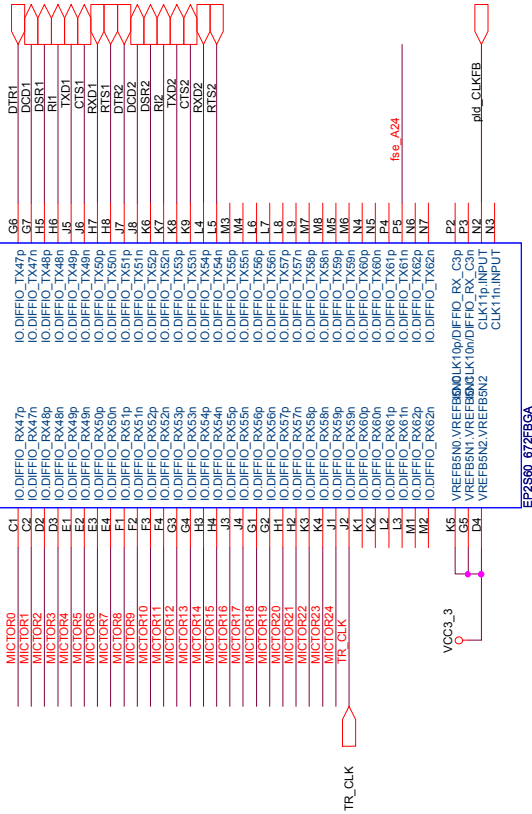 MICTOR0 C1 IO.DIFFIO_RX47p IO.DIFFIO_TX47p G6 DTR1
MICTOR1 C2 IO.DIFFIO_RX47n IO.DIFFIO_TX47n G7 DCD1
MICTOR2 D2 IO.DIFFIO_RX48p IO.DIFFIO_TX48p H5 DSR1
MICTOR3 D3 IO.DIFFIO_RX48n IO.DIFFIO_TX48n H6 RI1
MICTOR4 E1 IO.DIFFIO_RX49p IO.DIFFIO_TX49p J5 TXD1
MICTOR5 E2 IO.DIFFIO_RX49n IO.DIFFIO_TX49n J6 CTS1
MICTOR6 E3 IO.DIFFIO_RX50p IO.DIFFIO_TX50p H7 RXD1
MICTOR7 E4 IO.DIFFIO_RX50n IO.DIFFIO_TX50n H8 RTS1
MICTOR8 F1 IO.DIFFIO_RX51p IO.DIFFIO_TX51p J7 DTR2
MICTOR9 F2 IO.DIFFIO_RX51n IO.DIFFIO_TX51n J8 DCD2
MICTOR10 F3 IO.DIFFIO_RX52p IO.DIFFIO_TX52p K6 DSR2
MICTOR11 F4 IO.DIFFIO_RX52n IO.DIFFIO_TX52n K7 RI2
MICTOR12 G3 IO.DIFFIO_RX53p IO.DIFFIO_TX53p K8 TXD2
MICTOR13 G4 IO.DIFFIO_RX53n IO.DIFFIO_TX53n K9 CTS2
MICTOR14 H3 IO.DIFFIO_RX54p IO.DIFFIO_TX54p L4 RXD2
MICTOR15 H4 IO.DIFFIO_RX54n IO.DIFFIO_TX54n L5 RTS2
MICTOR16 J3 IO.DIFFIO_RX55p IO.DIFFIO_TX55p M3
MICTOR17 J4 IO.DIFFIO_RX55n IO.DIFFIO_TX55n M4
MICTOR18 G1 IO.DIFFIO_RX56p IO.DIFFIO_TX56p L6
MICTOR19 G2 IO.DIFFIO_RX56n IO.DIFFIO_TX56n L7
MICTOR20 H1 IO.DIFFIO_RX57p IO.DIFFIO_TX57p L8
MICTOR21 H2 IO.DIFFIO_RX57n IO.DIFFIO_TX57n L9
MICTOR22 K3 IO.DIFFIO_RX58p IO.DIFFIO_TX58p M7
MICTOR23 K4 IO.DIFFIO_RX58n IO.DIFFIO_TX58n M8
MICTOR24 J1 IO.DIFFIO_RX59p IO.DIFFIO_TX59p M5
TR_CLK TR_CLK J2 IO.DIFFIO_RX59n IO.DIFFIO_TX59n M6
K1 IO.DIFFIO_RX60p IO.DIFFIO_TX60p N4
K2 IO.DIFFIO_RX60n IO.DIFFIO_TX60n N5
L2 IO.DIFFIO_RX61p IO.DIFFIO_TX61p P4
L3 IO.DIFFIO_RX61n IO.DIFFIO_TX61n P5 fse_A24
M1 IO.DIFFIO_RX62p IO.DIFFIO_TX62p N6
M2 IO.DIFFIO_RX62n IO.DIFFIO_TX62n N7
VCC3_3
K5 VREFB5N0.VREFB5N0 CLK10p/DIFFIO_RX_C3p P2
G5 VREFB5N1.VREFB5N1 CLK10n/DIFFIO_RX_C3n P3
D4 VREFB5N2.VREFB5N2 CLK11p.INPUT N2 pld_CLKFB
CLK11n.INPUT N3
EP2S60_672FBGA